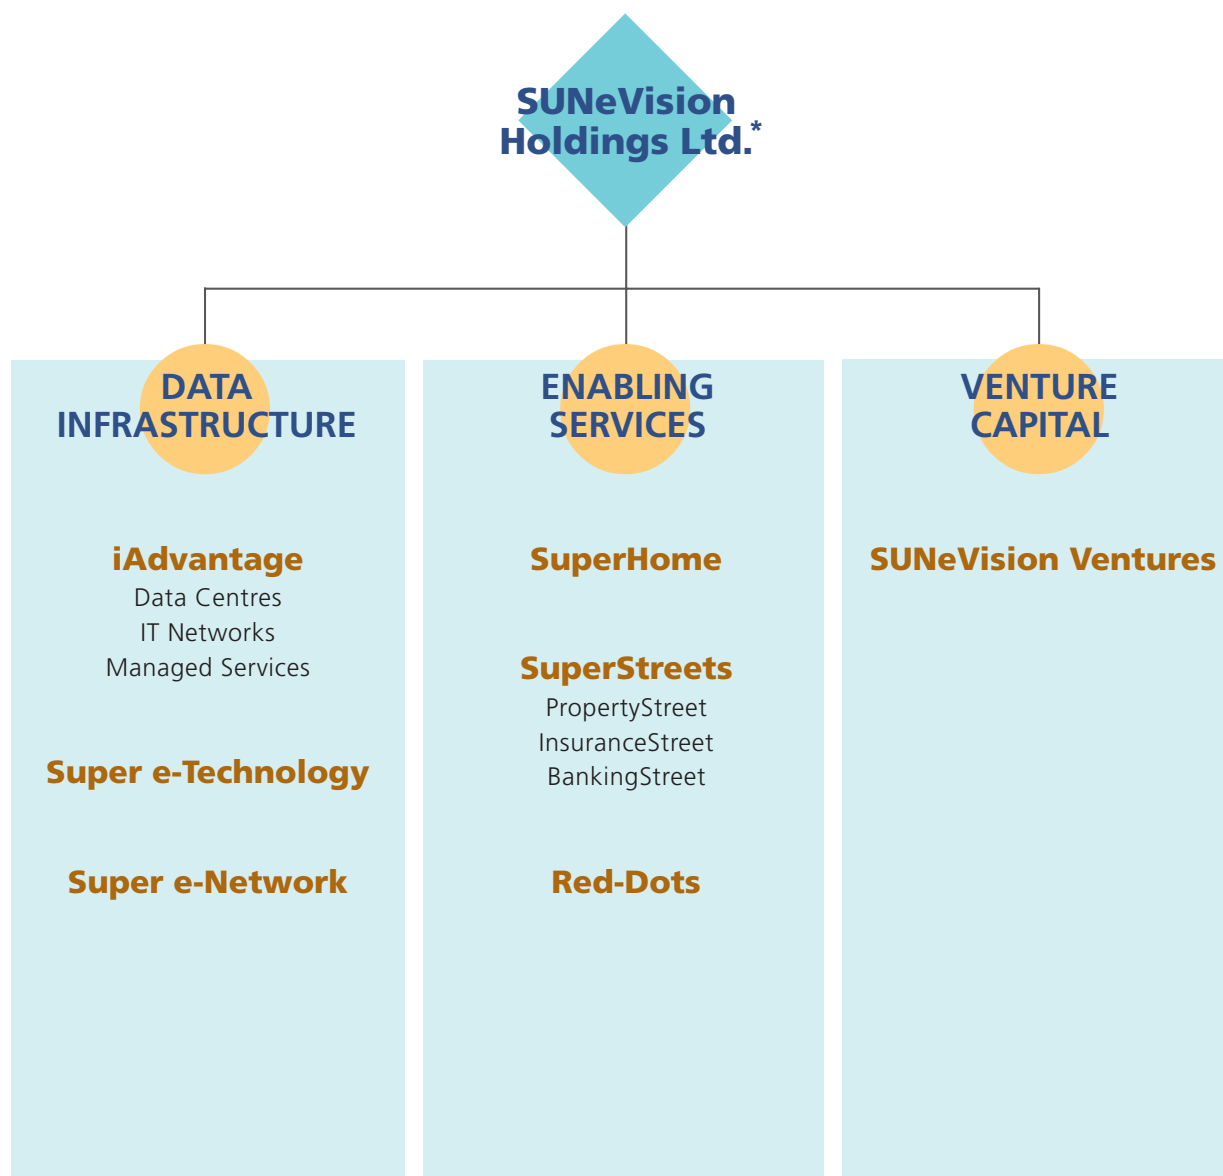 SUNeVision
Holdings Ltd.*
DATA
INFRASTRUCTURE
iAdvantage
Data Centres
IT Networks
Managed Services
Super e-Technology
Super e-Network
ENABLING
SERVICES
SuperHome
SuperStreets
PropertyStreet
InsuranceStreet
BankingStreet
Red-Dots
VENTURE
CAPITAL
SUNeVision Ventures